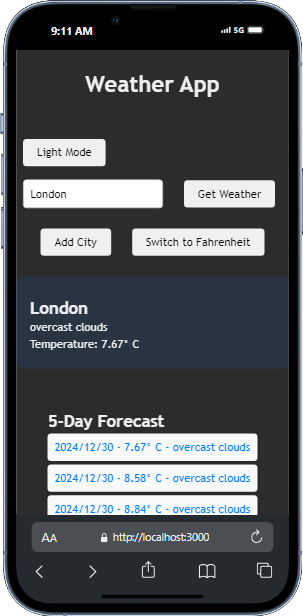 9:11 AM
5G
Weather App
Light Mode
London
Get Weather
Add City
Switch to Fahrenheit
London
overcast clouds
Temperature: 7.67° C
5-Day Forecast
2024/12/30 - 7.67° C - overcast clouds
2024/12/30 - 8.58° C - overcast clouds
2024/12/30 - 8.84° C - overcast clouds
AA
http://localhost:3000